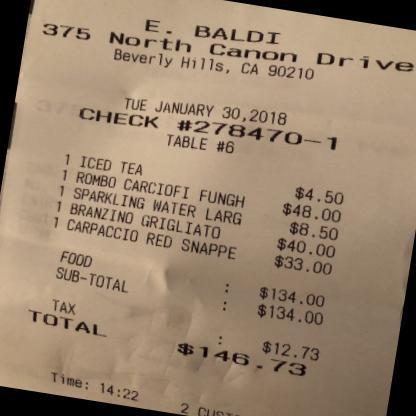 E. BALDI
375 North Canon Drive
Beverly Hills, CA 90210
TUE JANUARY 30,2018
CHECK #278470-1
TABLE #6
1 ICED TEA $4.50
1 ROMBO CARCIOFI FUNGH $48.00
1 SPARKLING WATER LARG $8.50
1 BRANZINO GRIGLIATO $40.00
1 CARPACCIO RED SNAPPE $33.00
FOOD : $134.00
SUB-TOTAL : $134.00
TAX : $12.73
TOTAL $146.73
Time: 14:22 2